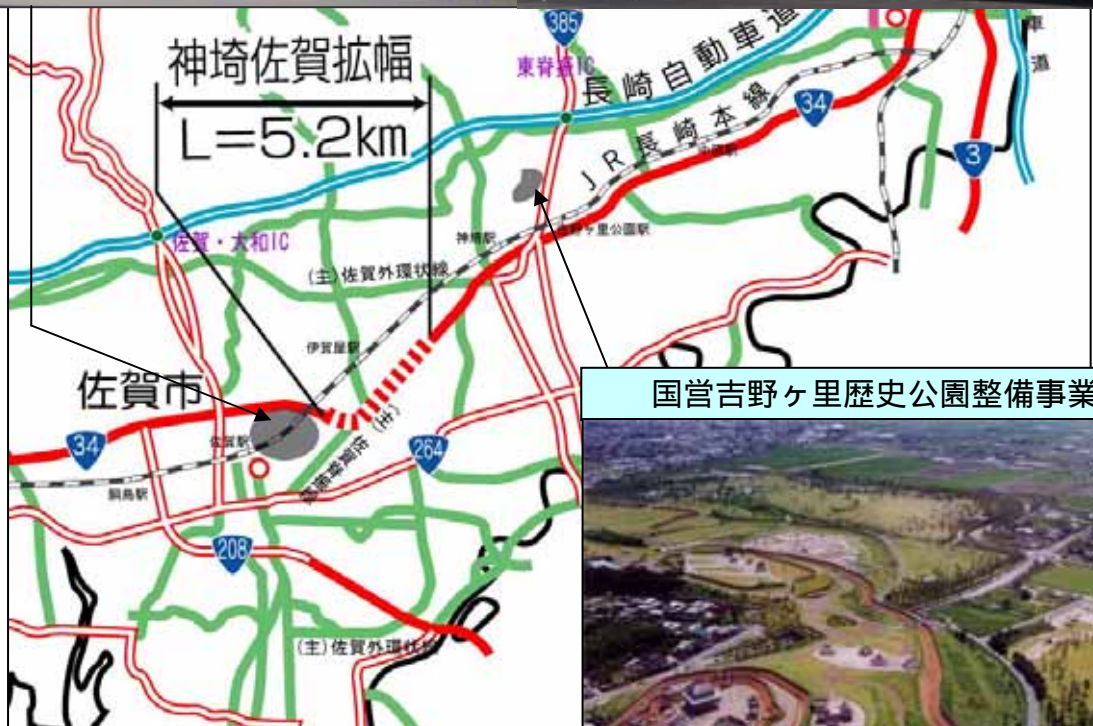 385
車
道
神埼佐賀拡幅
長崎自動車道
東脊振IC
34
L=5.2km
JR長崎本線
3
佐賀・大和IC
神埼駅
吉野ヶ里公園駅
(主)佐賀外環状線
伊賀屋駅
国営吉野ヶ里歴史公園整備事業
佐賀市
34
佐賀駅
264
鍋島駅
208
(主)佐賀外環状線